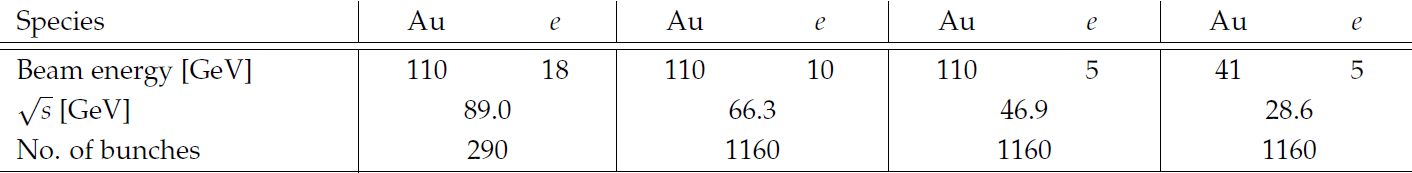 Species Au e Au e Au e Au e
Beam energy [GeV] 110 18 110 10 110 5 41 5
√s [GeV] 89.0 66.3 46.9 28.6
No. of bunches 290 1160 1160 1160